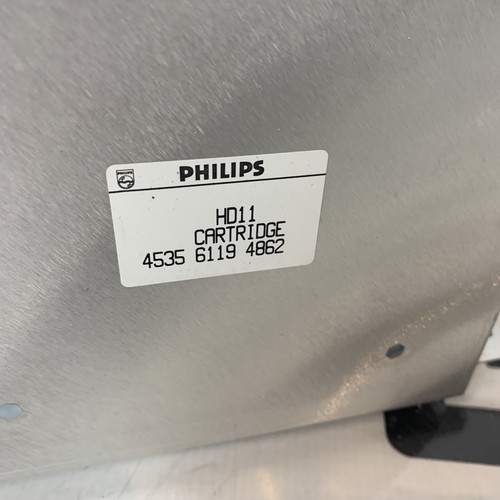 PHILIPS
HD11
CARTRIDGE
4535 6119 4862